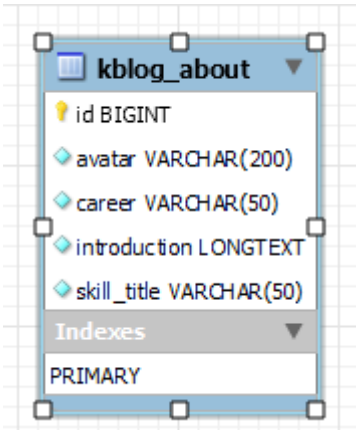 kblog_about
id BIGINT
avatar VARCHAR(200)
career VARCHAR(50)
introduction LONGTEXT
skill_title VARCHAR(50)
Indexes
PRIMARY